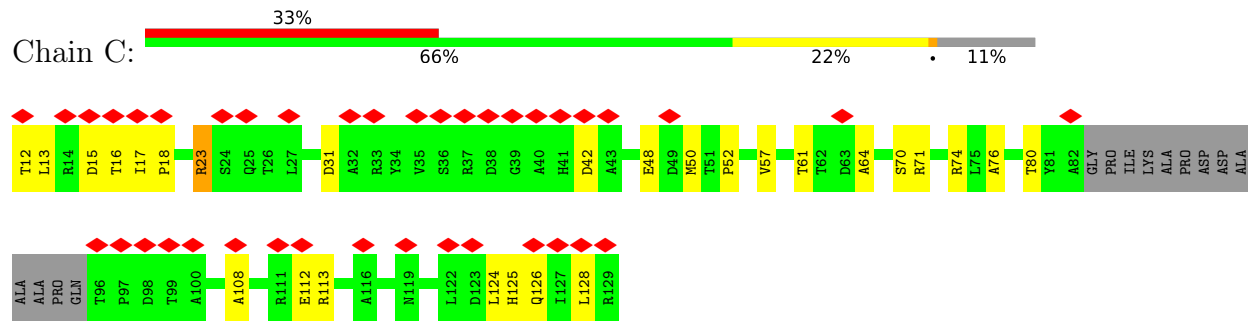 33%
Chain C:
66% 22% • 11%
T12 L13 R14 D15 T16 I17 P18 R23 S24 Q25 T26 L27 D31 A32 R33 Y34 V35 S36 R37 D38 G39 A40 H41 D42 A43 E48 D49 M50 T51 P52 V57 T61 T62 D63 A64 S70 R71 R74 L75 A76 T80 Y81 A82 GLY PRO ILE LYS ALA PRO ASP ASP ALA
ALA ALA PRO GLN T96 P97 D98 T99 A100 A108 R111 E112 R113 A116 N119 L122 D123 L124 H125 Q126 I127 L128 R129